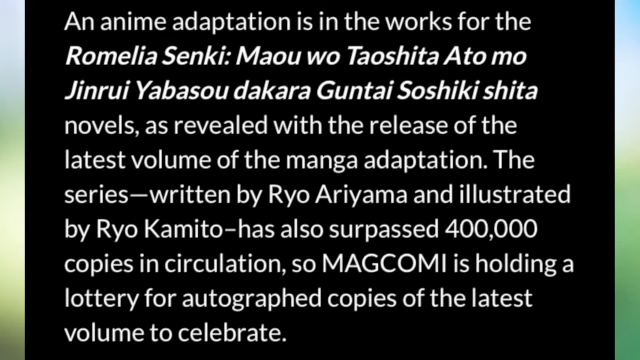 An anime adaptation is in the works for the
Romelia Senki: Maou wo Taoshita Ato mo
Jinrui Yabasou dakara Guntai Soshiki shita
novels, as revealed with the release of the
latest volume of the manga adaptation. The
series—written by Ryo Ariyama and illustrated
by Ryo Kamito–has also surpassed 400,000
copies in circulation, so MAGCOMI is holding a
lottery for autographed copies of the latest
volume to celebrate.